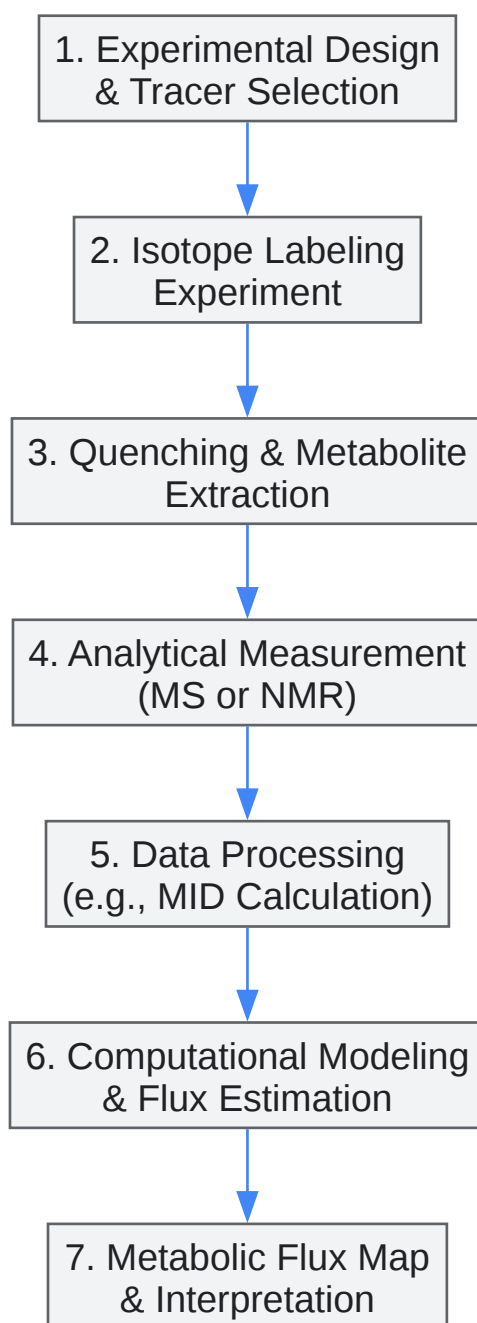 1. Experimental Design
& Tracer Selection
2. Isotope Labeling
Experiment
3. Quenching & Metabolite
Extraction
4. Analytical Measurement
(MS or NMR)
5. Data Processing
(e.g., MID Calculation)
6. Computational Modeling
& Flux Estimation
7. Metabolic Flux Map
& Interpretation